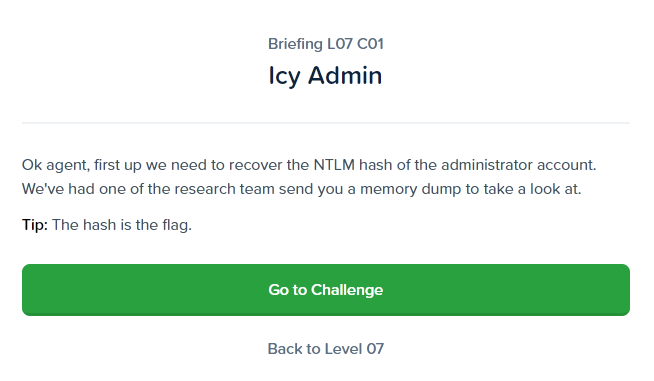 Briefing L07 C01
Icy Admin
Ok agent, first up we need to recover the NTLM hash of the administrator account.
We've had one of the research team send you a memory dump to take a look at.
Tip: The hash is the flag.
Go to Challenge
Back to Level 07